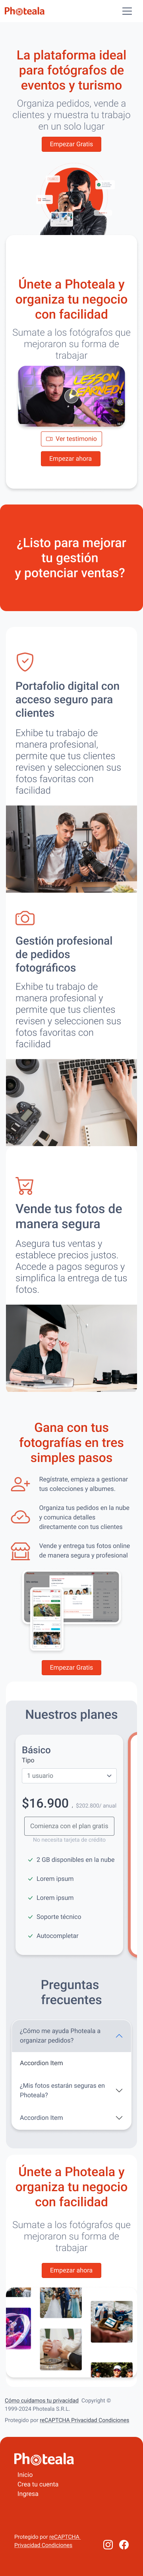 Photeala
La plataforma ideal
para fotógrafos de
eventos y turismo
Organiza pedidos, vende a
clientes y muestra tu trabajo
en un solo lugar
Empezar Gratis
Únete a Photeala y
organiza tu negocio
con facilidad
Sumate a los fotógrafos que
mejoraron su forma de
trabajar
LESSON
LEARNED!
Ver testimonio
Empezar ahora
¿Listo para mejorar
tu gestión
y potenciar ventas?
Portafolio digital con
acceso seguro para
clientes
Exhibe tu trabajo de
manera profesional,
permite que tus clientes
revisen y seleccionen sus
fotos favoritas con
facilidad
Gestión profesional
de pedidos
fotográficos
Exhibe tu trabajo de
manera profesional y
permite que tus clientes
revisen y seleccionen sus
fotos favoritas con
facilidad
Vende tus fotos de
manera segura
Asegura tus ventas y
establece precios justos.
Accede a pagos seguros y
simplifica la entrega de tus
fotos.
Gana con tus
fotografías en tres
simples pasos
Regístrate, empieza a gestionar
tus colecciones y albumes.
Organiza tus pedidos en la nube
y comunica detalles
directamente con tus clientes
Vende y entrega tus fotos online
de manera segura y profesional
Empezar Gratis
Nuestros planes
Básico
Tipo
1 usuario
$16.900 . $202.800/ anual
Comienza con el plan gratis
No necesita tarjeta de crédito
2 GB disponibles en la nube
Lorem ipsum
Lorem ipsum
Soporte técnico
Autocompletar
Preguntas
frecuentes
¿Cómo me ayuda Photeala a
organizar pedidos?
Accordion Item
¿Mis fotos estarán seguras en
Photeala?
Accordion Item
Únete a Photeala y
organiza tu negocio
con facilidad
Sumate a los fotógrafos que
mejoraron su forma de
trabajar
Empezar ahora
Cómo cuidamos tu privacidad Copyright ©
1999-2024 Photeala S.R.L.
Protegido por reCAPTCHA Privacidad Condiciones
Photeala
Inicio
Crea tu cuenta
Ingresa
Protegido por reCAPTCHA
Privacidad Condiciones